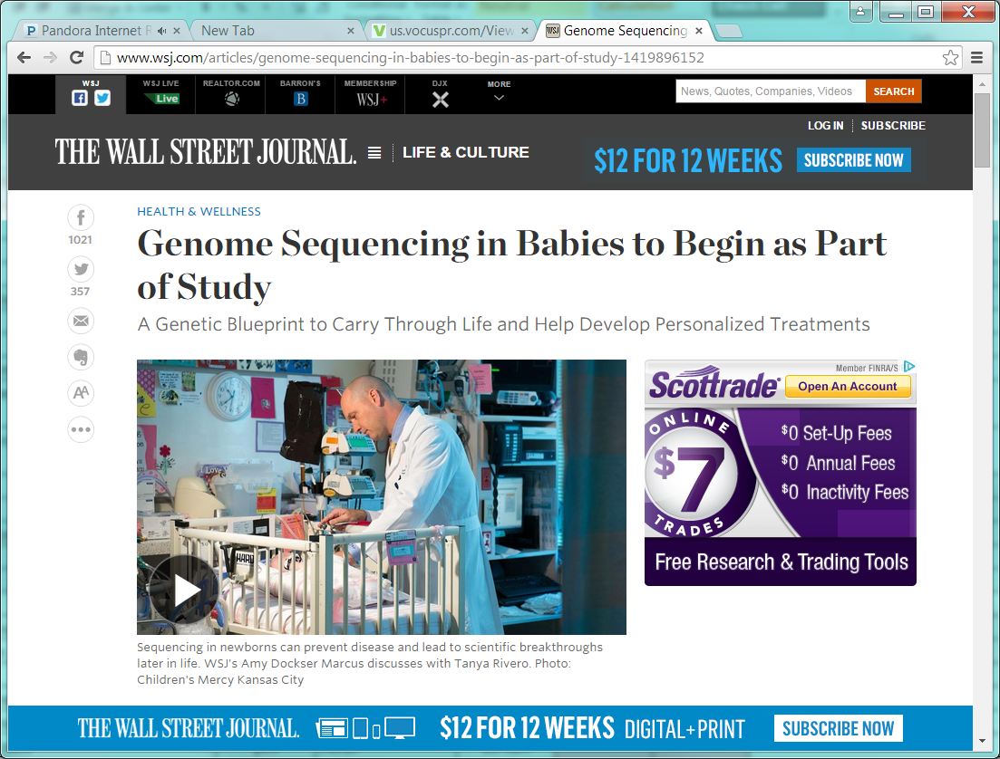 Pandora Internet R
New Tab
us.vocuspr.com/View
Genome Sequencing
www.wsj.com/articles/genome-sequencing-in-babies-to-begin-as-part-of-study-1419896152
WSJ
WSJ LIVE
Live
REALTOR.COM
BARRON'S
B
MEMBERSHIP
WSJ+
DJX
MORE
News, Quotes, Companies, Videos
SEARCH
LOG IN
SUBSCRIBE
THE WALL STREET JOURNAL.
LIFE & CULTURE
$12 FOR 12 WEEKS
SUBSCRIBE NOW
HEALTH & WELLNESS
1021
357
AA
Genome Sequencing in Babies to Begin as Part
of Study
A Genetic Blueprint to Carry Through Life and Help Develop Personalized Treatments
I Love
HARD
Sequencing in newborns can prevent disease and lead to scientific breakthroughs
later in life. WSJ's Amy Dockser Marcus discusses with Tanya Rivero. Photo:
Children's Mercy Kansas City
Member FINRA/S
Scottrade
Open An Account
ONLINE
$7
TRADES
$0 Set-Up Fees
$0 Annual Fees
$0 Inactivity Fees
Free Research & Trading Tools
THE WALL STREET JOURNAL.
$12 FOR 12 WEEKS DIGITAL+PRINT
SUBSCRIBE NOW